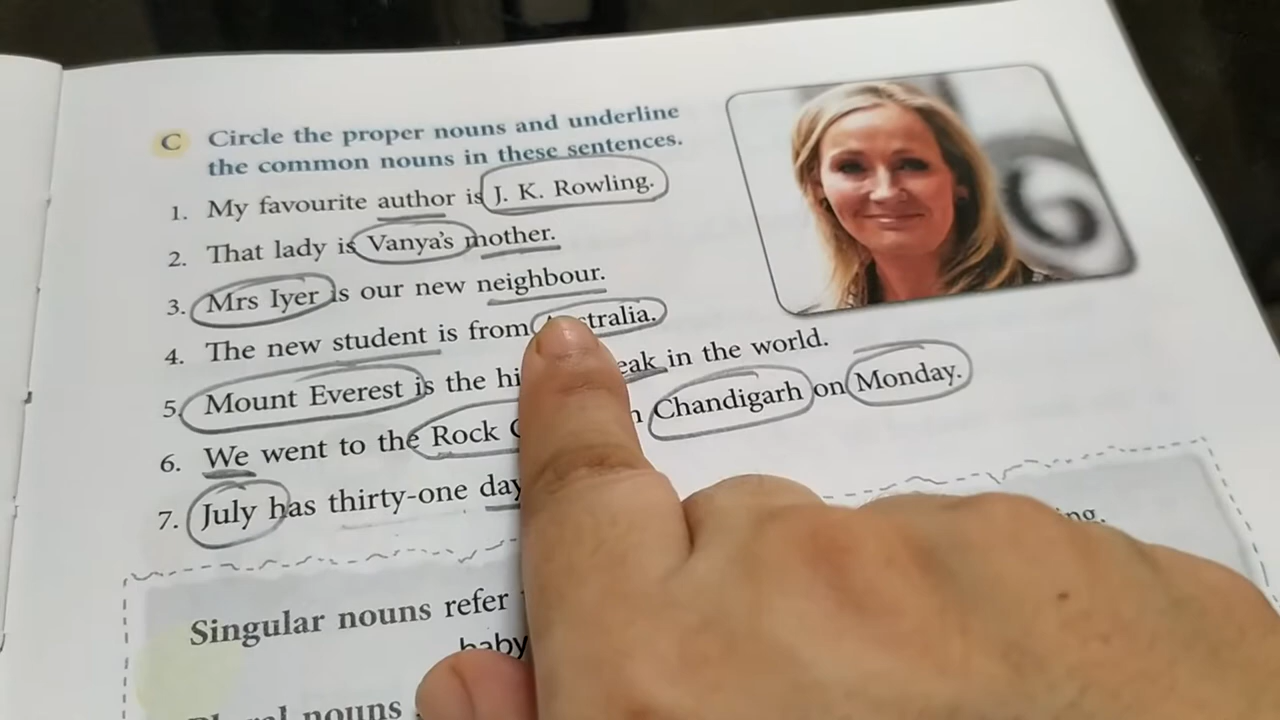 C Circle the proper nouns and underline
the common nouns in these sentences.
1. My favourite author is J. K. Rowling.
2. That lady is Vanya's mother.
3. Mrs Iyer is our new neighbour.
4. The new student is from
5. Mount Everest is the in the world.
6. We went to the Rock Chandigarh on Monday.
7. July has thirty-one
Singular nouns refer
baby
nouns